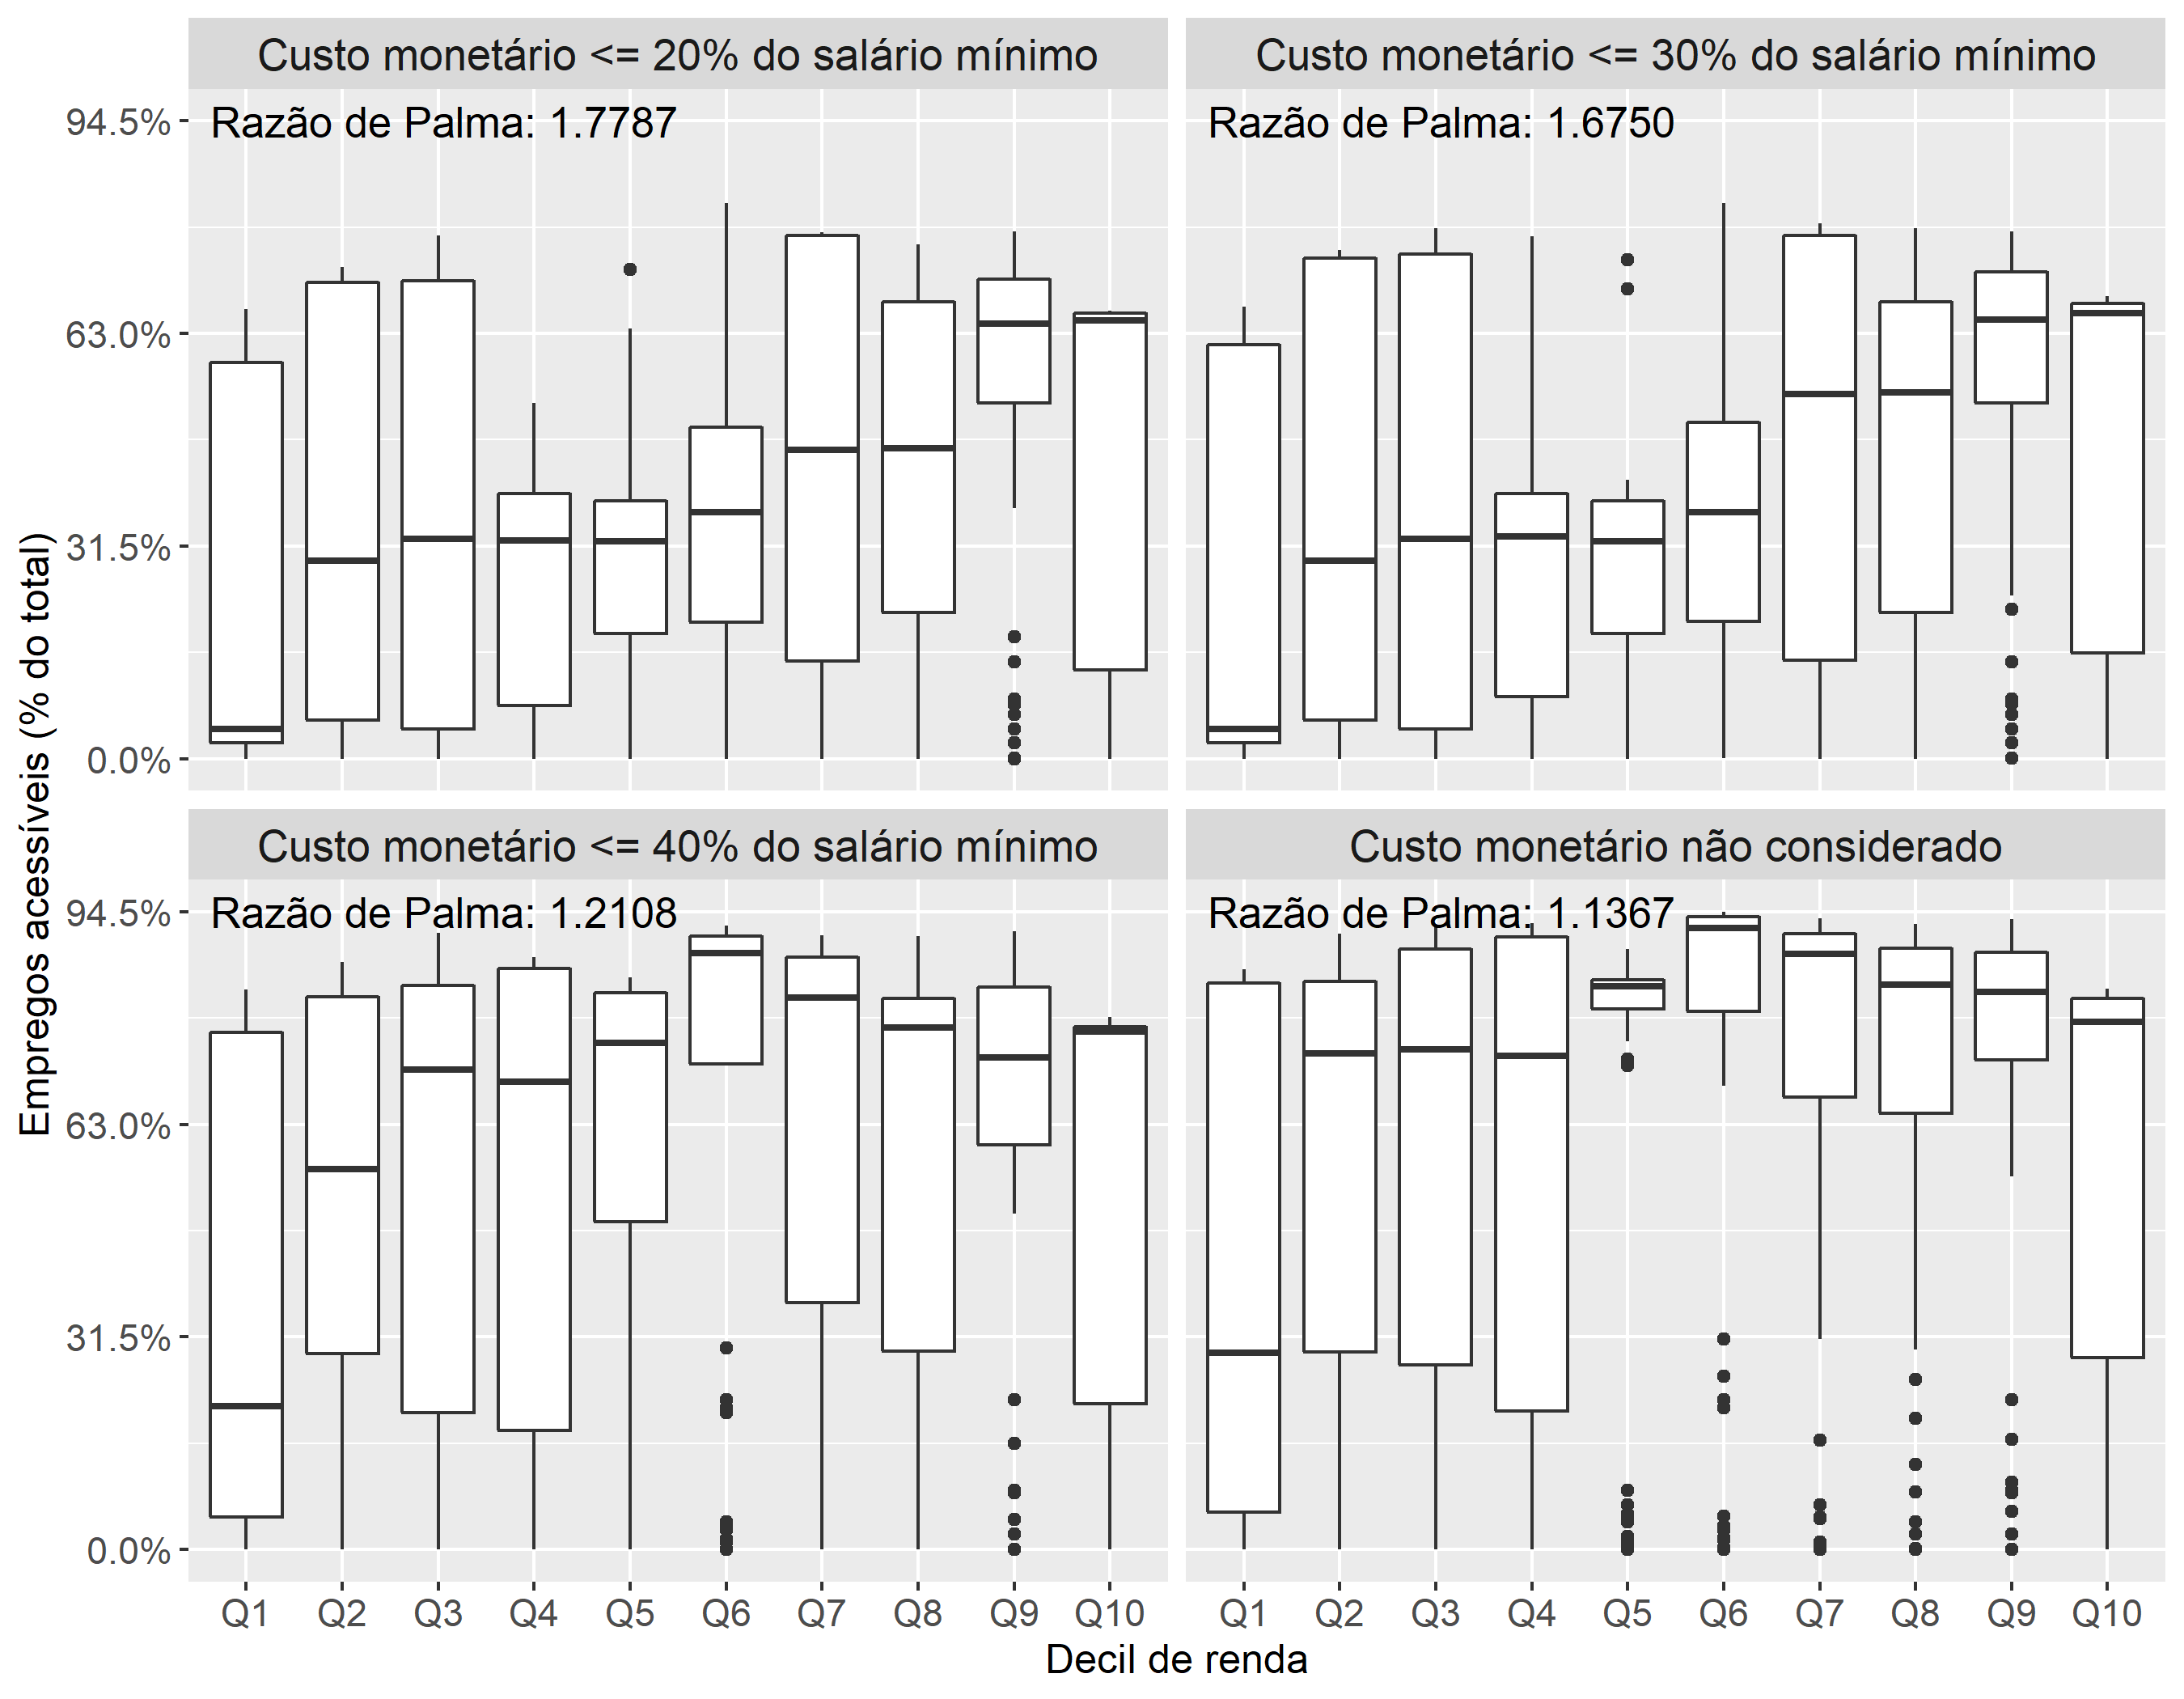 Custo monetário <= 20% do salário mínimo
Custo monetário <= 30% do salário mínimo
Razão de Palma: 1.7787
Razão de Palma: 1.6750
94.5%
63.0%
31.5%
0.0%
Custo monetário <= 40% do salário mínimo
Custo monetário não considerado
Razão de Palma: 1.2108
Razão de Palma: 1.1367
94.5%
63.0%
31.5%
0.0%
Empregos acessíveis (% do total)
Q1 Q2 Q3 Q4 Q5 Q6 Q7 Q8 Q9 Q10
Q1 Q2 Q3 Q4 Q5 Q6 Q7 Q8 Q9 Q10
Decil de renda